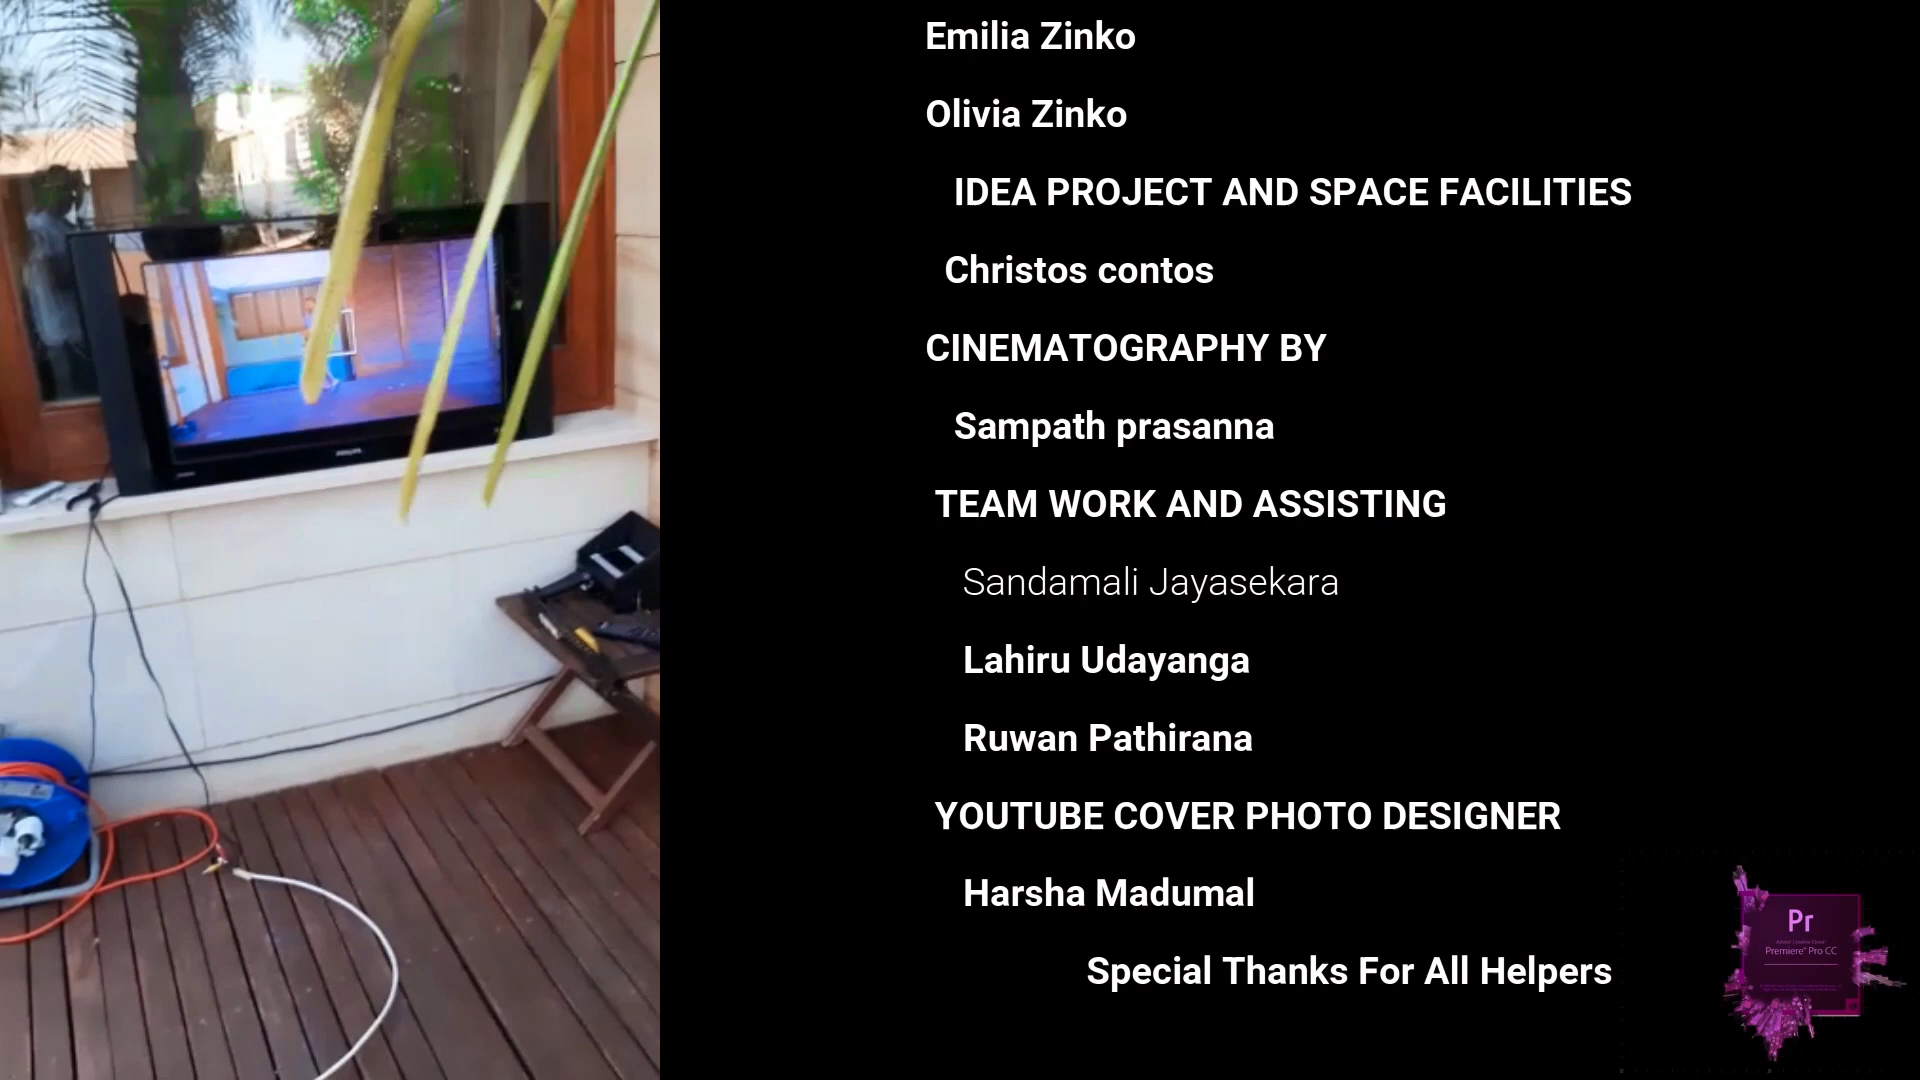 Emilia Zinko
Olivia Zinko
IDEA PROJECT AND SPACE FACILITIES
Christos contos
CINEMATOGRAPHY BY
Sampath prasanna
TEAM WORK AND ASSISTING
Sandamali Jayasekara
Lahiru Udayanga
Ruwan Pathirana
YOUTUBE COVER PHOTO DESIGNER
Harsha Madumal
Special Thanks For All Helpers
PHILIPS
Pr
Premiere Pro CC